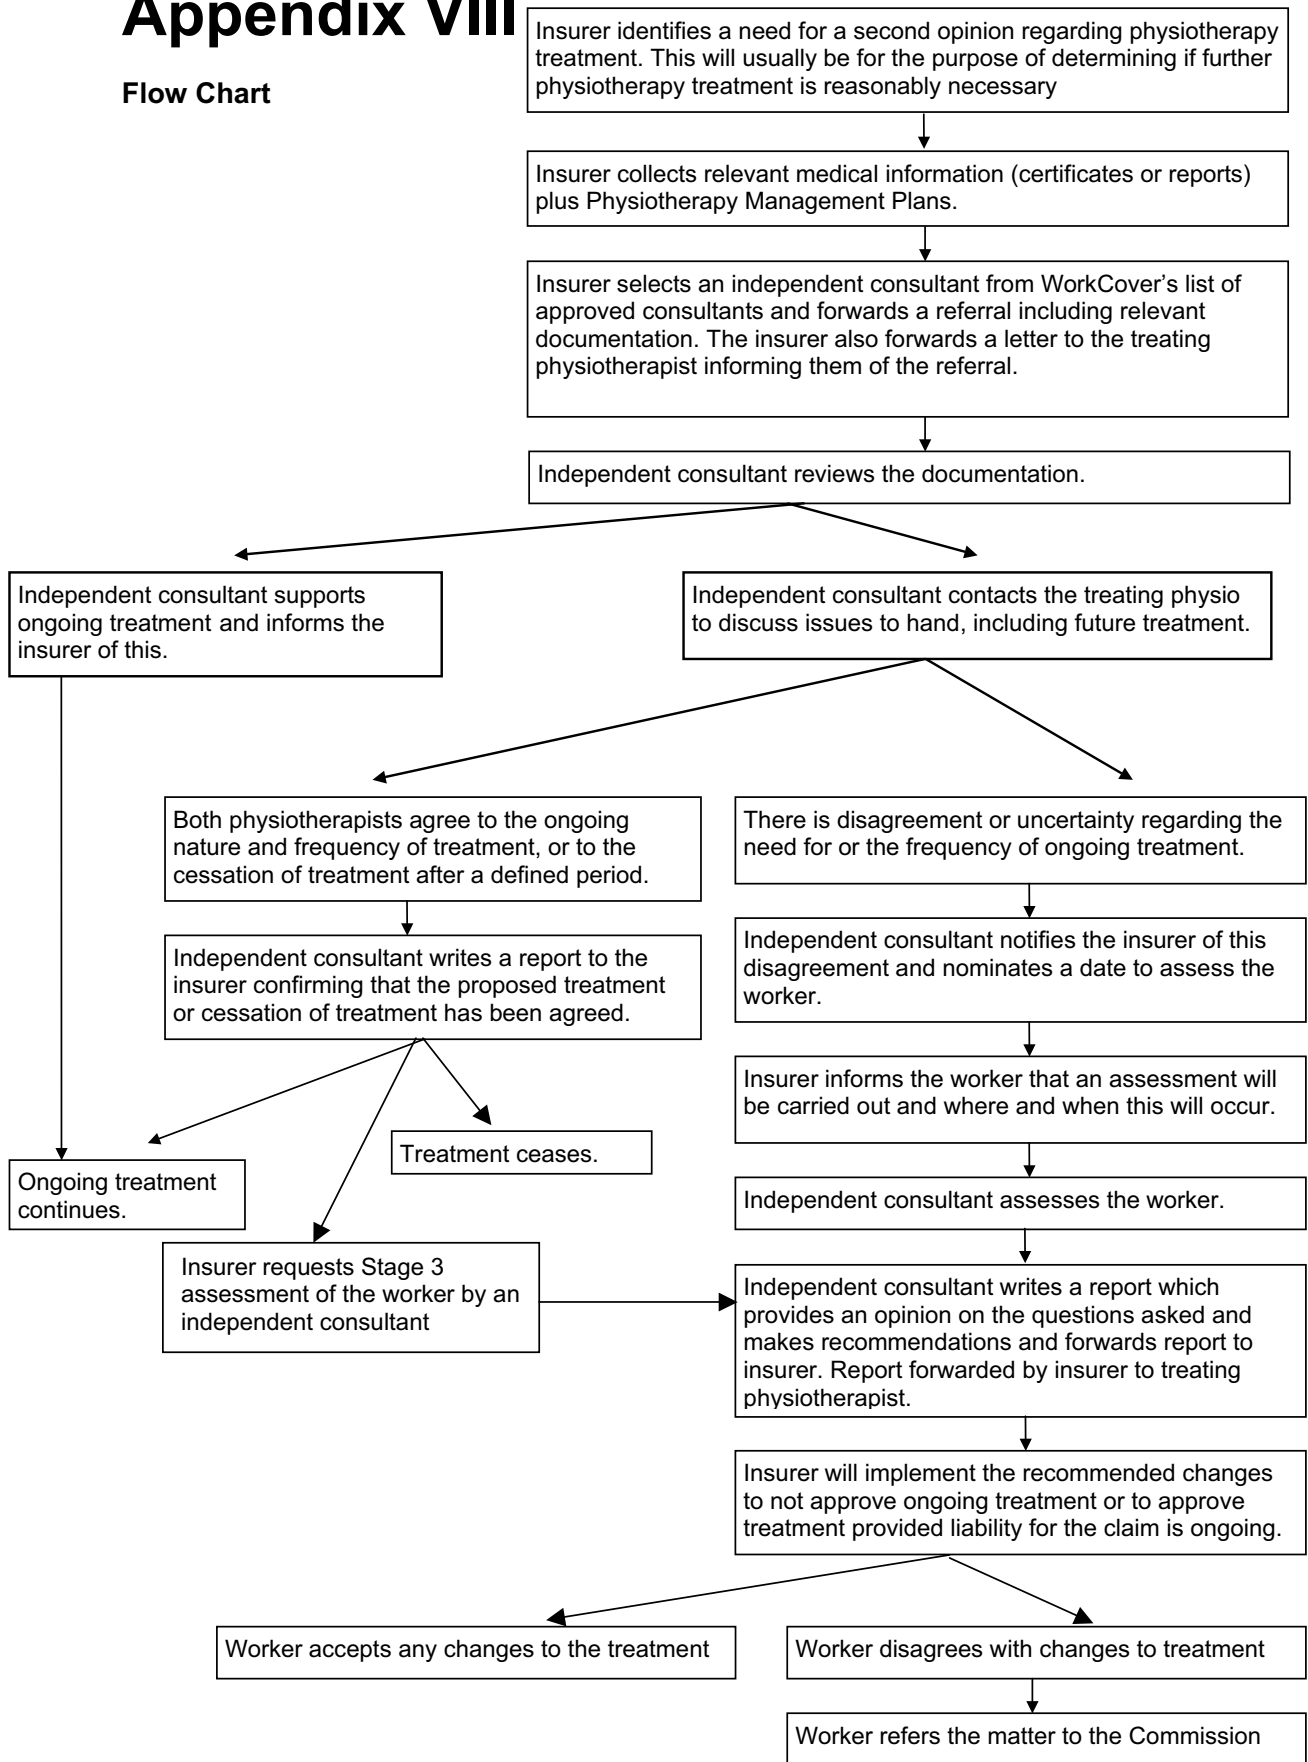 Appendix VIII
Flow Chart
Insurer identifies a need for a second opinion regarding physiotherapy
treatment. This will usually be for the purpose of determining if further
physiotherapy treatment is reasonably necessary
Insurer collects relevant medical information (certificates or reports)
plus Physiotherapy Management Plans.
Insurer selects an independent consultant from WorkCover’s list of
approved consultants and forwards a referral including relevant
documentation. The insurer also forwards a letter to the treating
physiotherapist informing them of the referral.
Independent consultant reviews the documentation.
Independent consultant supports
ongoing treatment and informs the
insurer of this.
Independent consultant contacts the treating physio
to discuss issues to hand, including future treatment.
Both physiotherapists agree to the ongoing
nature and frequency of treatment, or to the
cessation of treatment after a defined period.
There is disagreement or uncertainty regarding the
need for or the frequency of ongoing treatment.
Independent consultant writes a report to the
insurer confirming that the proposed treatment
or cessation of treatment has been agreed.
Independent consultant notifies the insurer of this
disagreement and nominates a date to assess the
worker.
Insurer informs the worker that an assessment will
be carried out and where and when this will occur.
Treatment ceases.
Ongoing treatment
continues.
Independent consultant assesses the worker.
Insurer requests Stage 3
assessment of the worker by an
independent consultant
Independent consultant writes a report which
provides an opinion on the questions asked and
makes recommendations and forwards report to
insurer. Report forwarded by insurer to treating
physiotherapist.
Insurer will implement the recommended changes
to not approve ongoing treatment or to approve
treatment provided liability for the claim is ongoing.
Worker accepts any changes to the treatment
Worker disagrees with changes to treatment
Worker refers the matter to the Commission